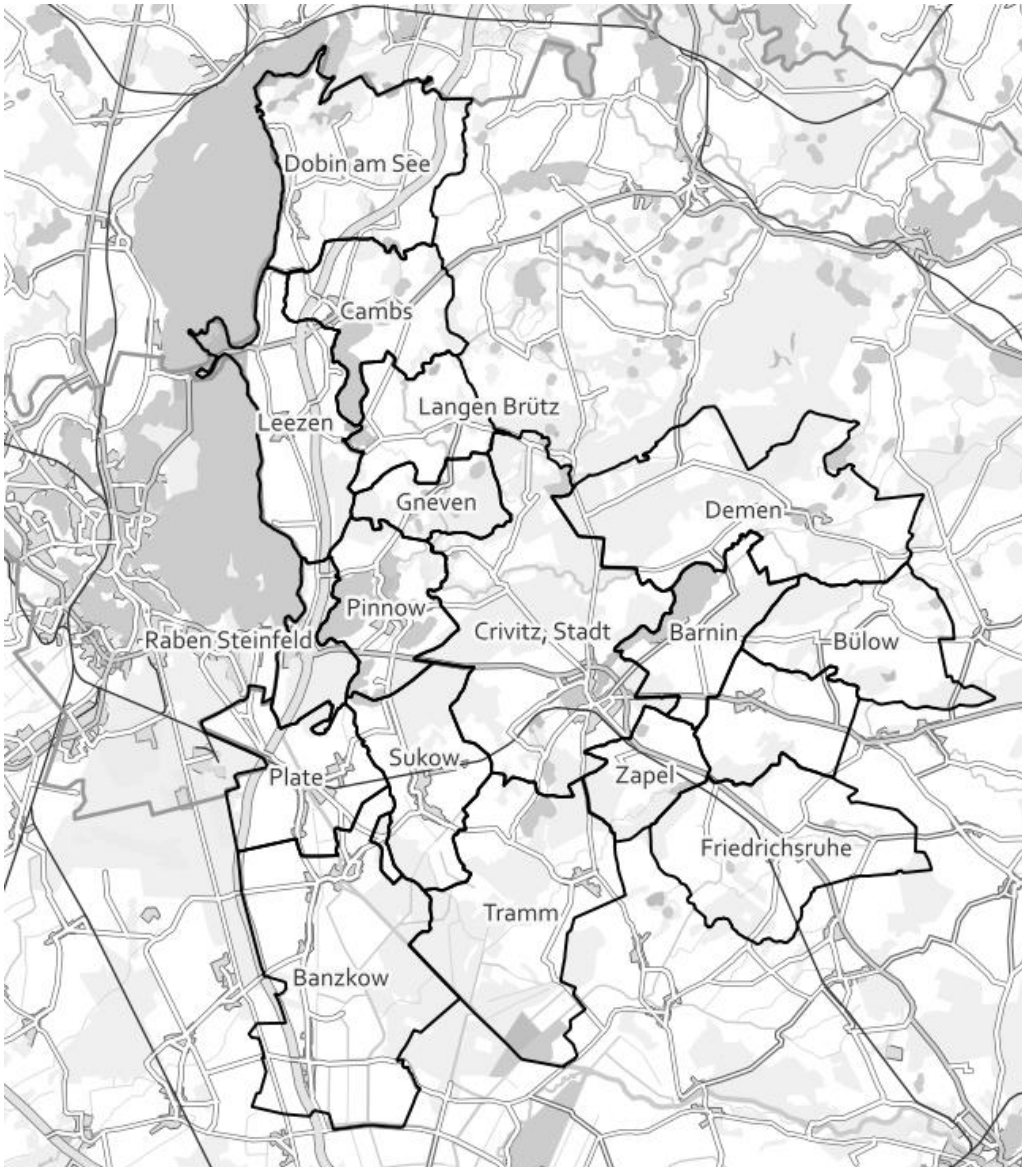 Dobin am See
Cambs
Leezen
Langen Brütz
Gneven
Demen
Pinnow
Raben Steinfeld
Crivitz, Stadt
Barnin
Bülow
Sukow
Plate
Zapel
Friedrichsruhe
Tramm
Banzkow